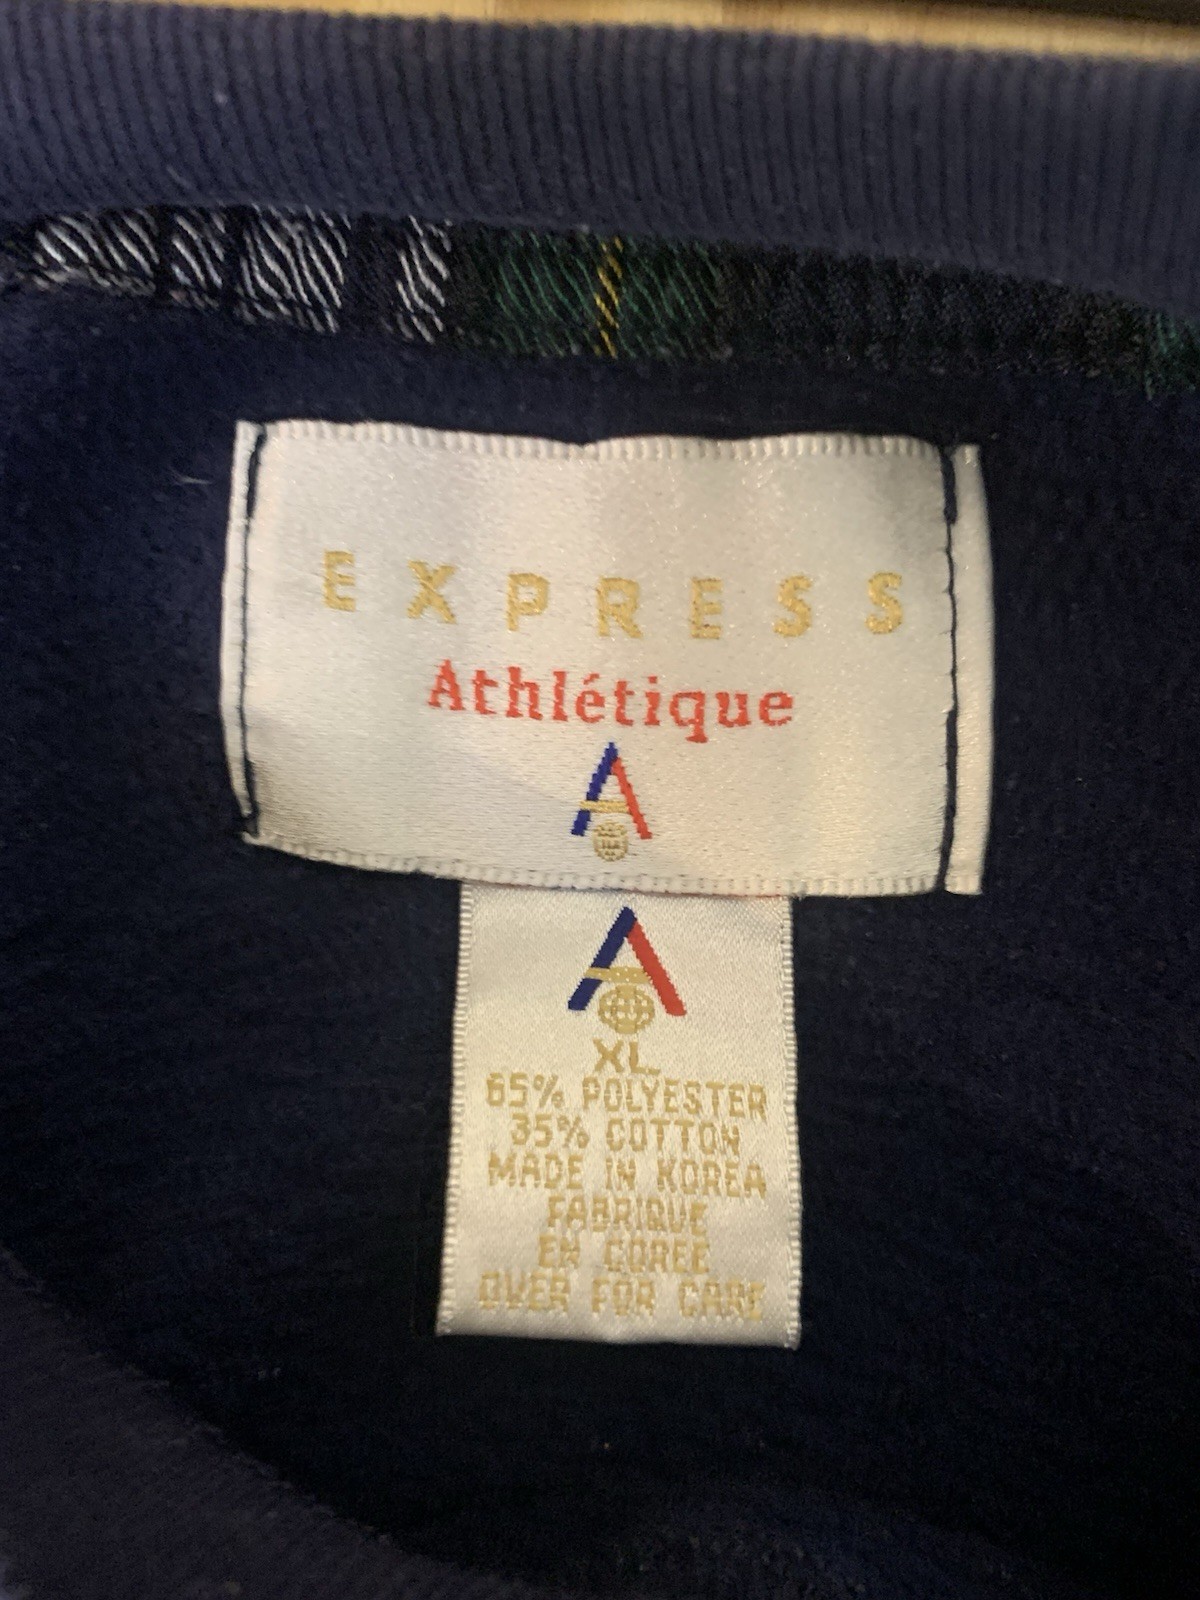 EXPRESS
Athlétique
A
A
XL
65% POLYESTER
35% COTTON
MADE IN KOREA
FABRIQUE
EN COREE
OVER FOR CARE